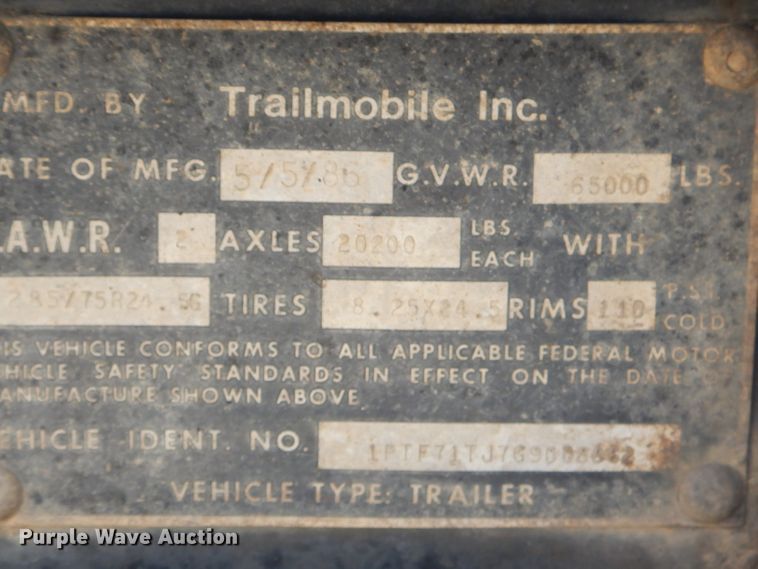 MFD. BY Trailmobile Inc.
ATE OF MFG. 5/5/86 G.V.W.R. 65000 LBS.
.A.W.R. 2 AXLES 20200 LBS. EACH WITH
285/75R24.5G TIRES 8.25X24.5 RIMS 110 P.S.I. COLD
IS VEHICLE CONFORMS TO ALL APPLICABLE FEDERAL MOTOR
EHICLE SAFETY STANDARDS IN EFFECT ON THE DATE OF
ANUFACTURE SHOWN ABOVE.
EHICLE IDENT. NO.
VEHICLE TYPE: TRAILER
Purple Wave Auction